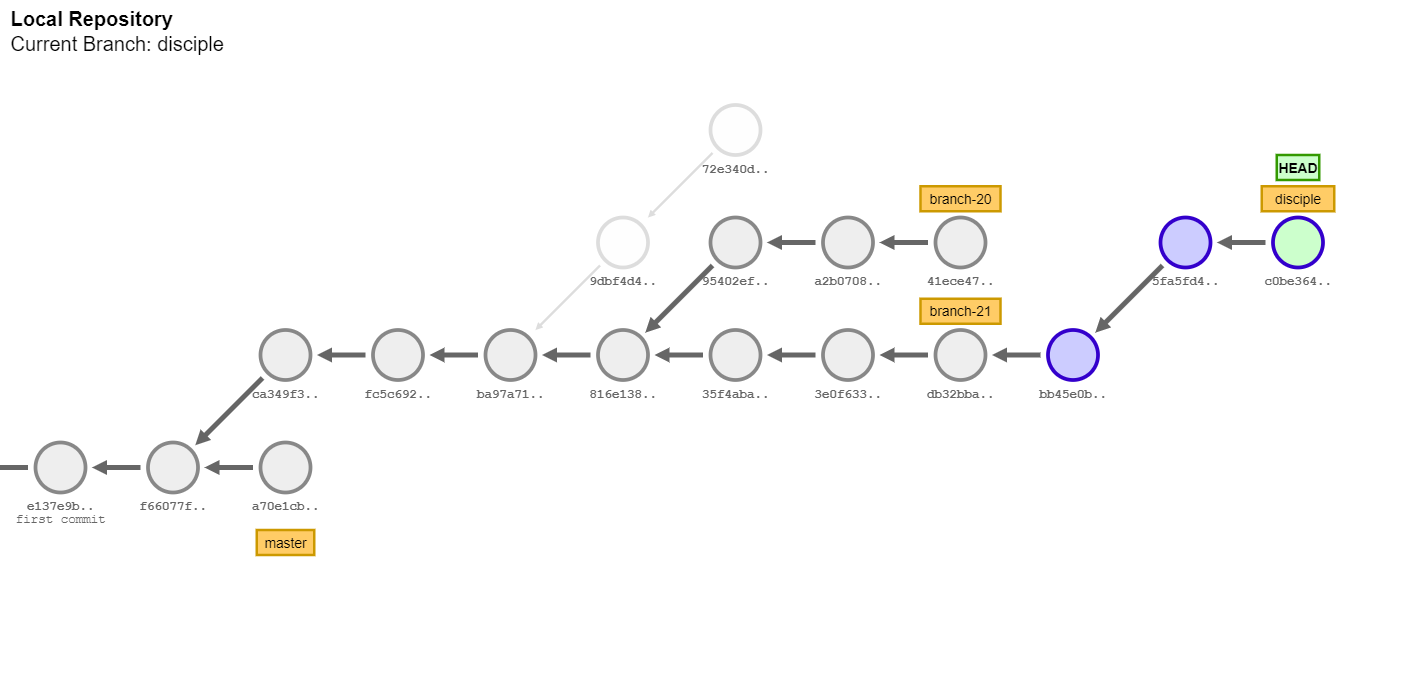 Local Repository
Current Branch: disciple
72e340d..
HEAD
branch-20
disciple
9dbf4d4..
95402ef..
a2b0708..
41ece47..
5fa5fd4..
c0be364..
branch-21
ca349f3..
fc5c692..
ba97a71..
816e138..
35f4aba..
3e0f633..
db32bba..
bb45e0b..
e137e9b..
first commit
f66077f..
a70e1cb..
master